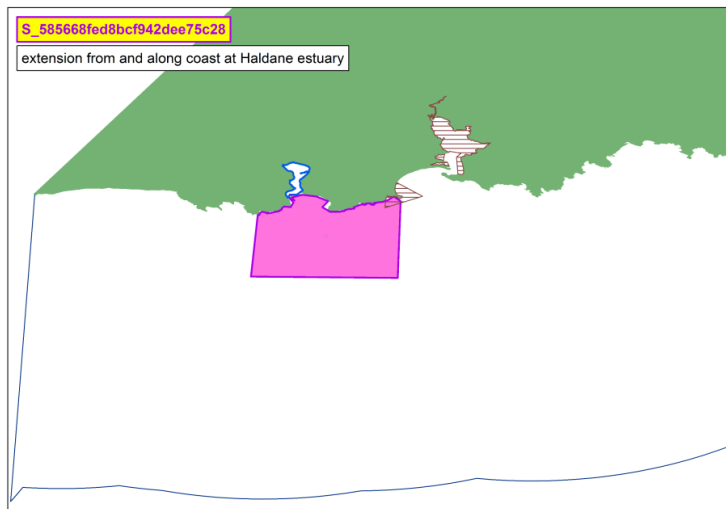 S_585668fed8bcf942dee75c28
extension from and along coast at Haldane estuary